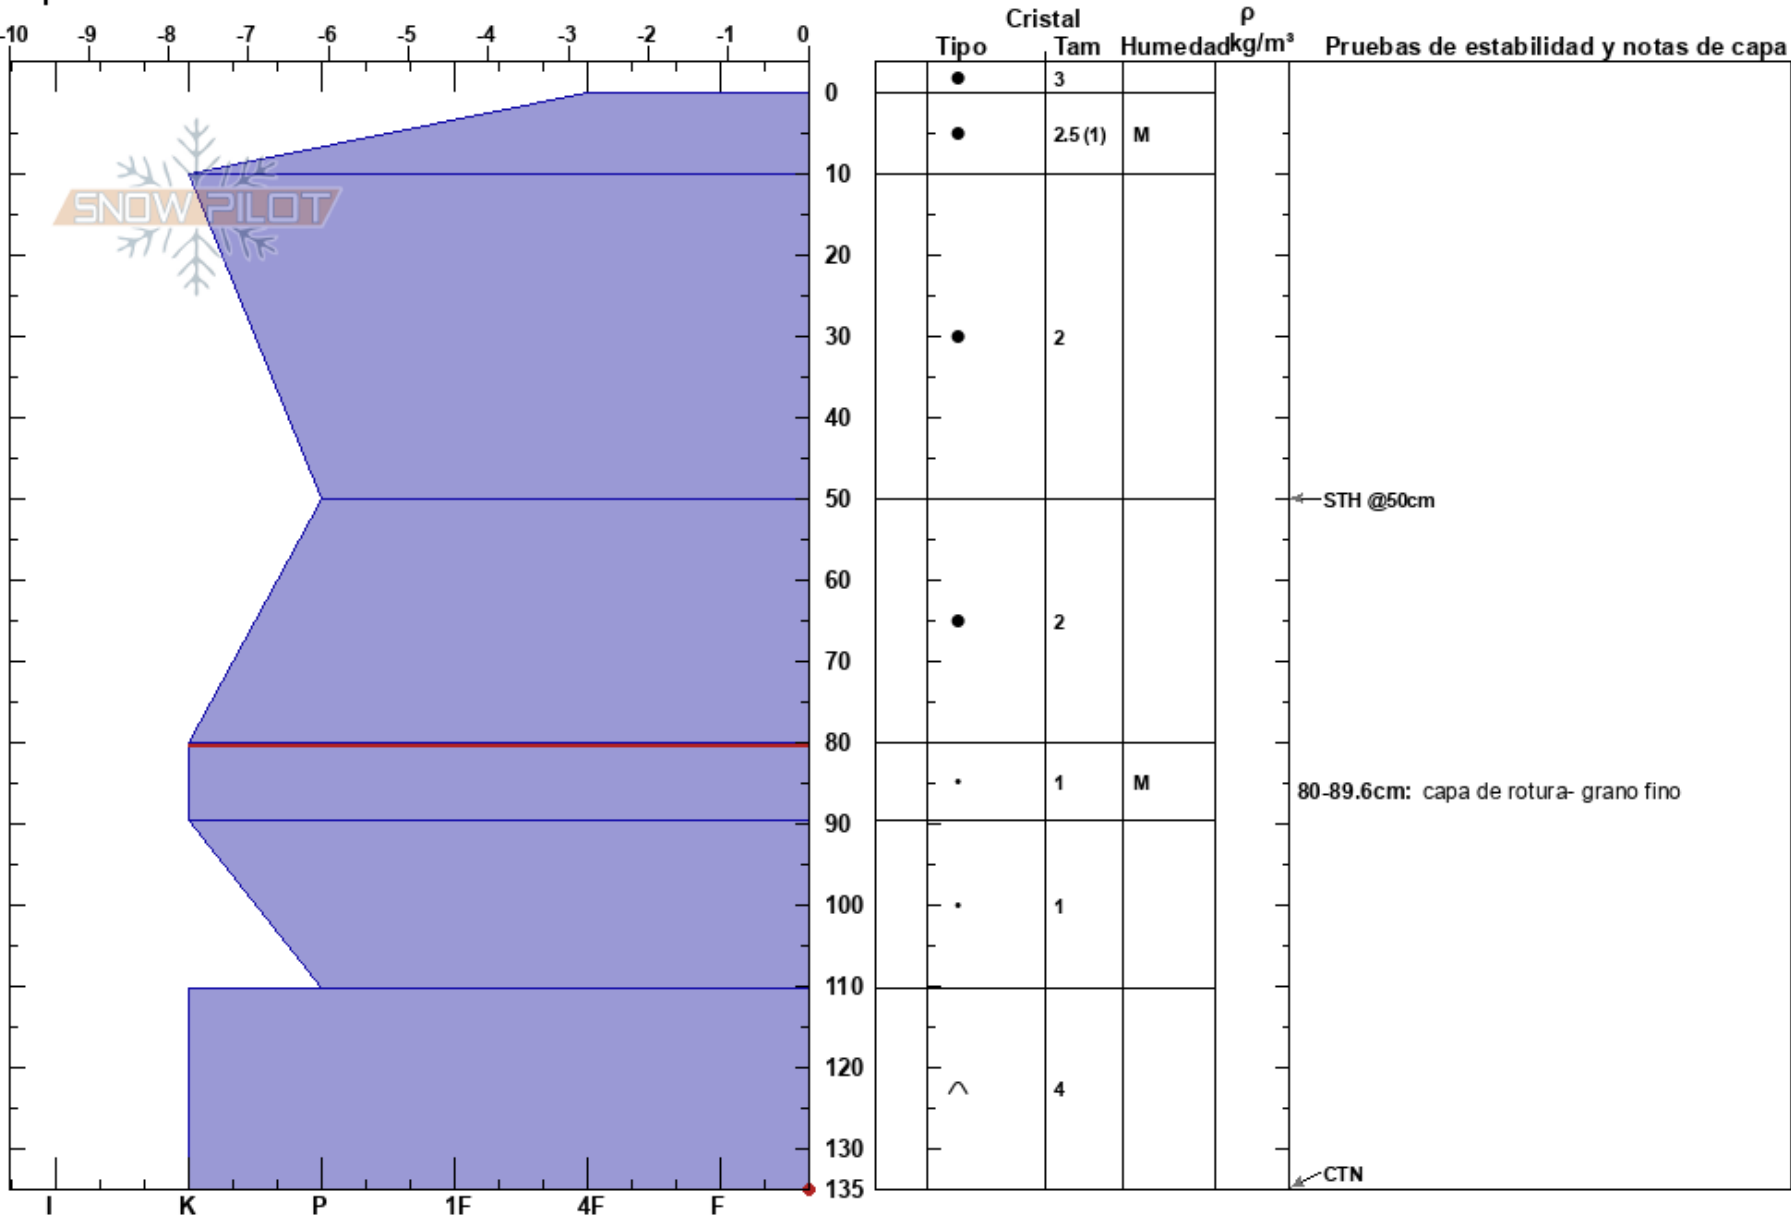 Cristal ρ
-10 -9 -8 -7 -6 -5 -4 -3 -2 -1 0 Tipo Tam Humedad kg/m³ Pruebas de estabilidad y notas de capa
3
0
2.5 (1) M
10
SNOW PILOT
20
30 2
40
50 STH @50cm
60
2
70
80
1 M 80-89.6cm: capa de rotura- grano fino
90
100 1
110
120
4
130
CTN
135
I K P 1F 4F F